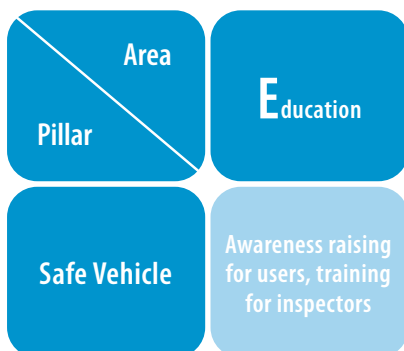 Area
Pillar
Education
Safe Vehicle
Awareness raising
for users, training
for inspectors